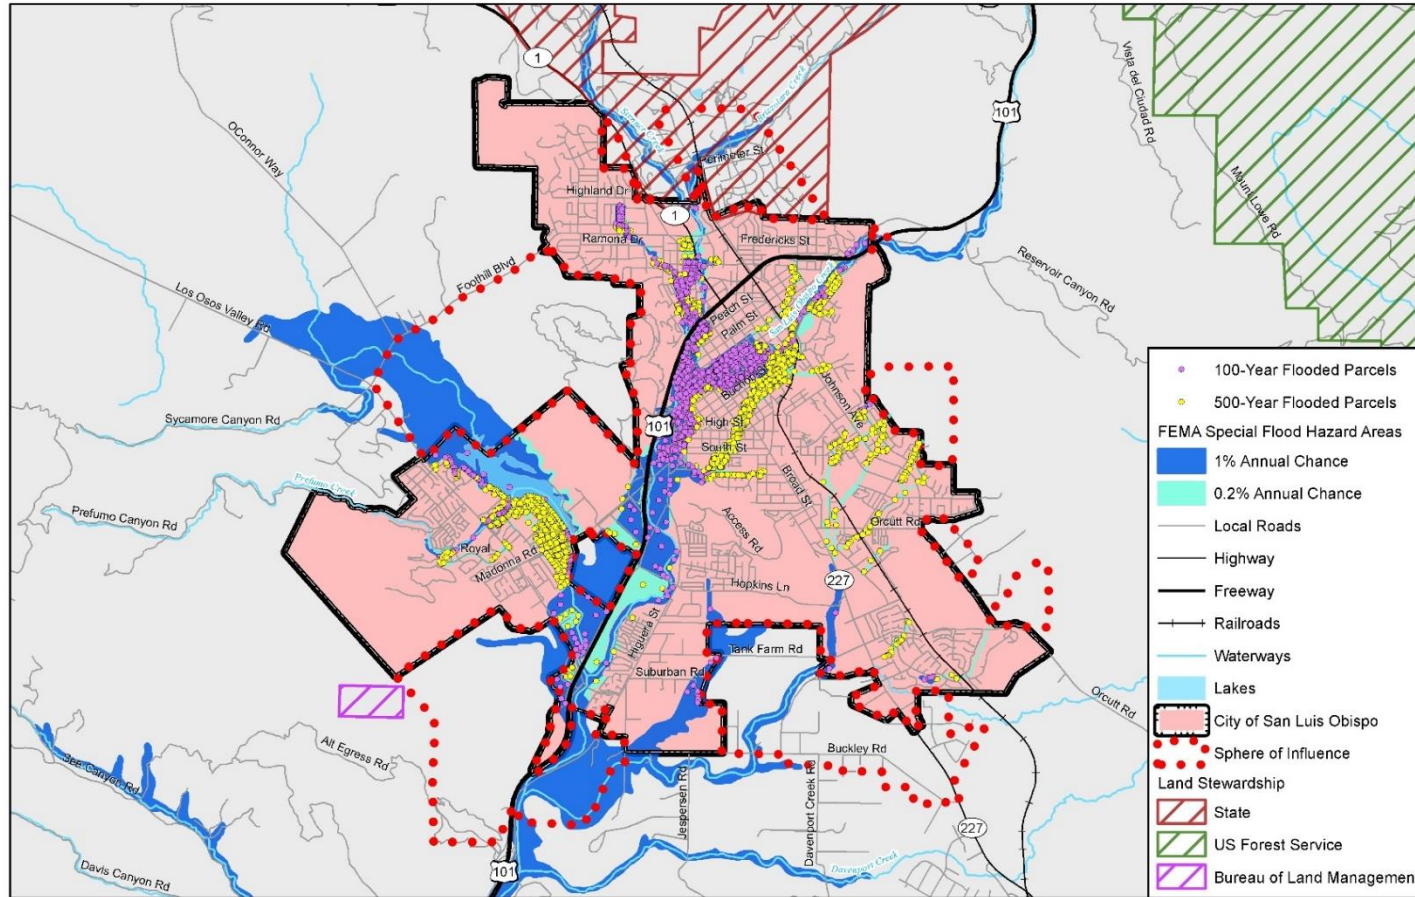 1
Vista del Ciudad Rd
101
OConnor Way
Stenner Creek
Brizzolara Creek
Perimeter St
Mount Lowe Rd
Highland Dr
1
Ramona Dr
Fredericks St
Foothill Blvd
Reservoir Canyon Rd
Los Osos Valley Rd
Peach St
Palm St
San Luis Obispo Creek
Buchon St
Johnson Ave
Sycamore Canyon Rd
101
High St
South St
Prefumo Creek
Broad St
Prefumo Canyon Rd
Access Rd
Orcutt Rd
Royal
Madonna Rd
Hopkins Ln
227
Higuera St
Tank Farm Rd
Suburban Rd
Orcutt Rd
Alt Egress Rd
Buckley Rd
See Canyon Rd
Jespersen Rd
Davenport Creek Rd
227
101
Davis Canyon Rd
Davenport Creek
100-Year Flooded Parcels
500-Year Flooded Parcels
FEMA Special Flood Hazard Areas
1% Annual Chance
0.2% Annual Chance
Local Roads
Highway
Freeway
Railroads
Waterways
Lakes
City of San Luis Obispo
Sphere of Influence
Land Stewardship
State
US Forest Service
Bureau of Land Managemen